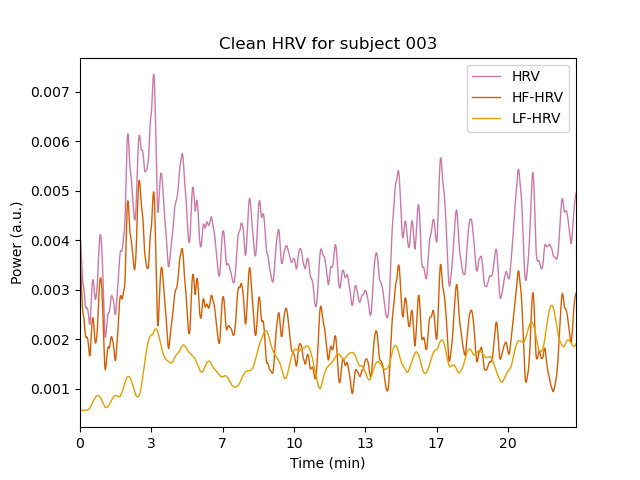 Clean HRV for subject 003
HRV
HF-HRV
LF-HRV
Power (a.u.)
0.007
0.006
0.005
0.004
0.003
0.002
0.001
0 3 7 10 13 17 20
Time (min)